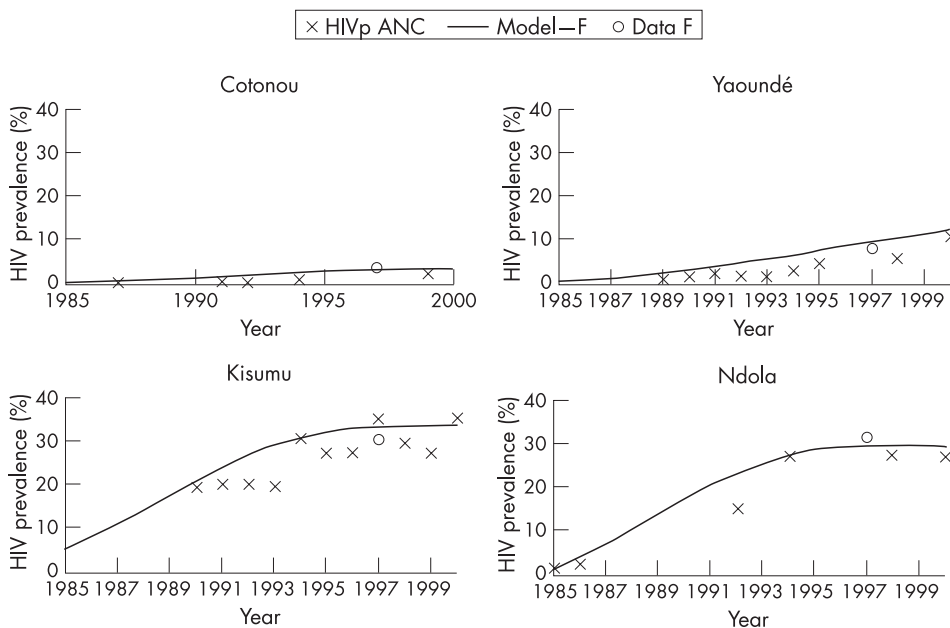 HIVp ANC Model–F Data F
Cotonou
HIV prevalence (%)
40
30
20
10
0
1985 1990 1995 2000
Year
Yaoundé
HIV prevalence (%)
40
30
20
10
0
1985 1987 1989 1991 1993 1995 1997 1999
Year
Kisumu
HIV prevalence (%)
40
30
20
10
0
1985 1987 1989 1991 1993 1995 1997 1999
Year
Ndola
HIV prevalence (%)
40
30
20
10
0
1985 1987 1989 1991 1993 1995 1997 1999
Year